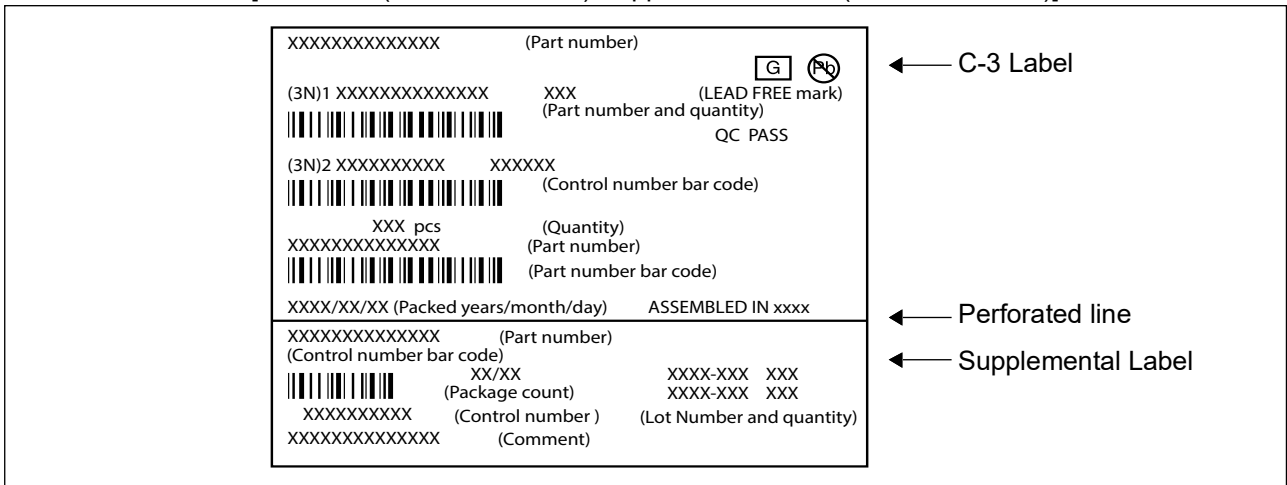 XXXXXXXXXXXXXX (Part number)
G Pb
C-3 Label
(3N)1 XXXXXXXXXXXXXX XXX (LEAD FREE mark)
(Part number and quantity)
QC PASS
(3N)2 XXXXXXXXXX XXXXXX
(Control number bar code)
XXX pcs (Quantity)
XXXXXXXXXXXXXX (Part number)
(Part number bar code)
XXXX/XX/XX (Packed years/month/day) ASSEMBLED IN xxxx
Perforated line
XXXXXXXXXXXXXX (Part number)
(Control number bar code)
Supplemental Label
XX/XX XXXX-XXX XXX
(Package count) XXXX-XXX XXX
XXXXXXXXXX (Control number ) (Lot Number and quantity)
XXXXXXXXXXXXXX (Comment)